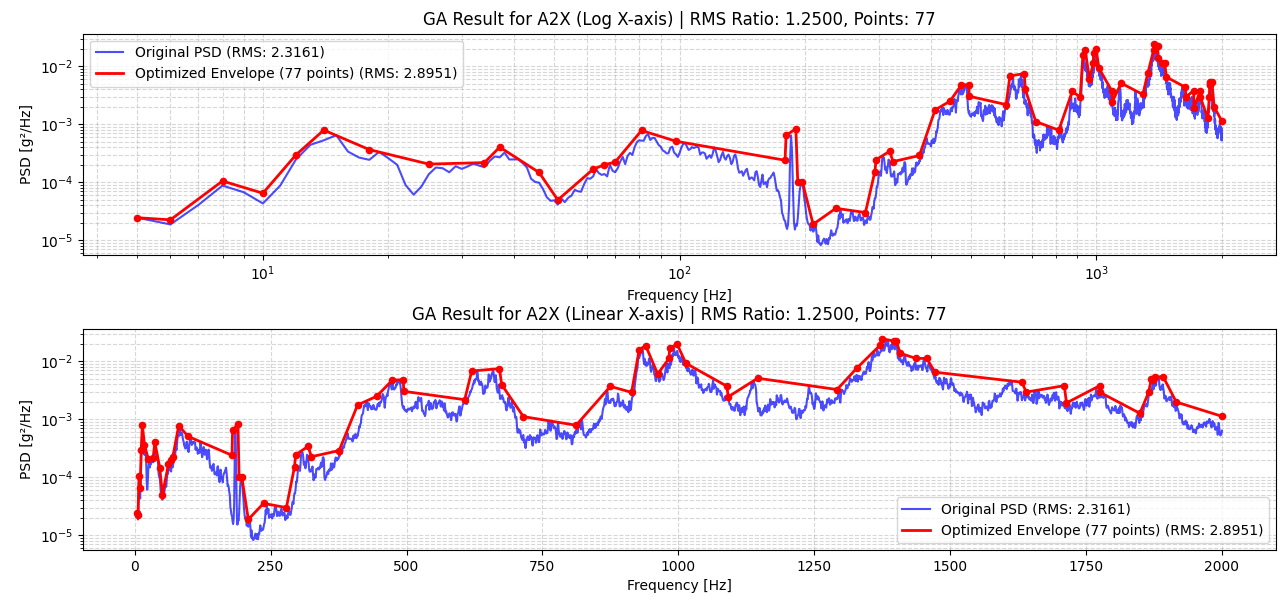 GA Result for A2X (Log X-axis) | RMS Ratio: 1.2500, Points: 77
Original PSD (RMS: 2.3161)
Optimized Envelope (77 points) (RMS: 2.8951)
PSD [g²/Hz]
10⁻²
10⁻³
10⁻⁴
10⁻⁵
10¹ 10² 10³
Frequency [Hz]
GA Result for A2X (Linear X-axis) | RMS Ratio: 1.2500, Points: 77
PSD [g²/Hz]
10⁻²
10⁻³
10⁻⁴
10⁻⁵
Original PSD (RMS: 2.3161)
Optimized Envelope (77 points) (RMS: 2.8951)
0 250 500 750 1000 1250 1500 1750 2000
Frequency [Hz]